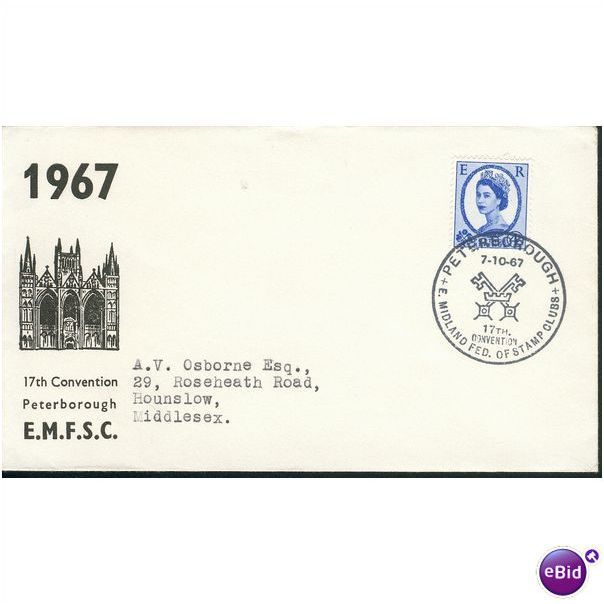 1967
17th Convention
Peterborough
E.M.F.S.C.
A.V. Osborne Esq.,
29, Roseheath Road,
Hounslow,
Middlesex.
E R
PETERBOROUGH
7-10-67
17TH.
CONVENTION
E. MIDLAND FED. OF STAMP CLUBS
eBid